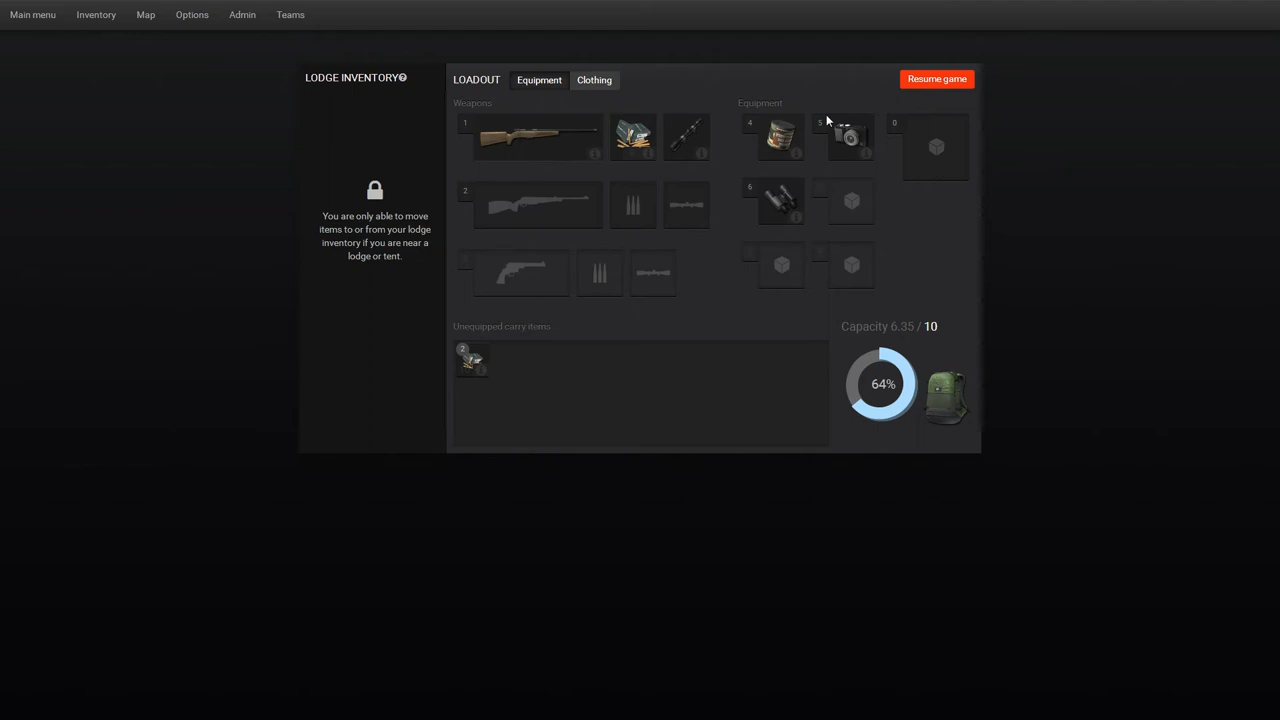 Main menu Inventory Map Options Admin Teams
LODGE INVENTORY
You are only able to move
items to or from your lodge
inventory if you are near a
lodge or tent.
LOADOUT Equipment Clothing Resume game
Weapons
1
2
Equipment
4 5 0
6
Unequipped carry items
2
Capacity 6.35 / 10
64%